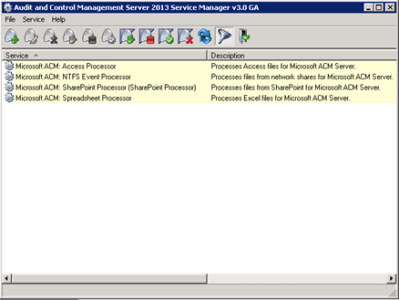 Audit and Control Management Server 2013 Service Manager v3.0 GA
File Service Help
Service Description
Microsoft ACM: Access Processor Processes Access files for Microsoft ACM Server.
Microsoft ACM: NTFS Event Processor Processes files from network shares for Microsoft ACM Server.
Microsoft ACM: SharePoint Processor (SharePoint Processor) Processes files from SharePoint for Microsoft ACM Server.
Microsoft ACM: Spreadsheet Processor Processes Excel files for Microsoft ACM Server.